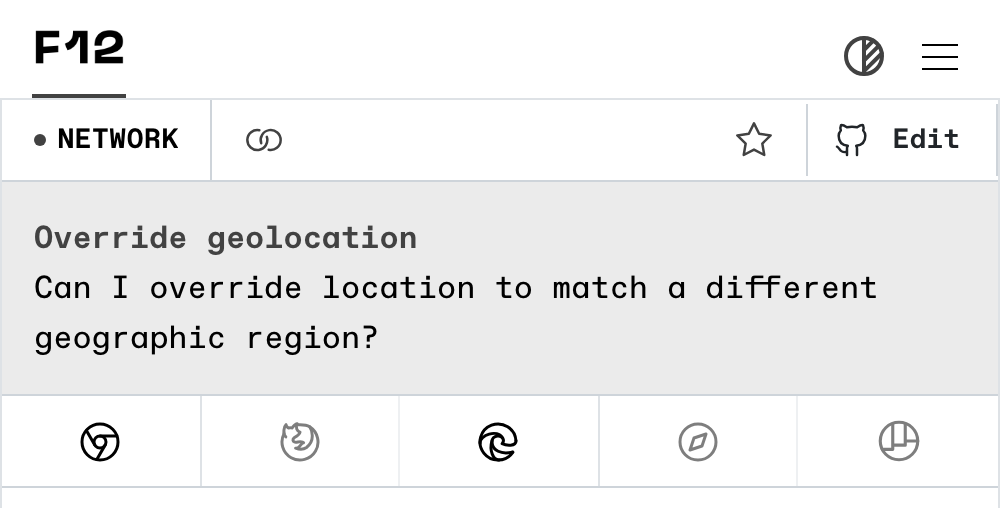 F12
NETWORK
Edit
Override geolocation
Can I override location to match a different
geographic region?